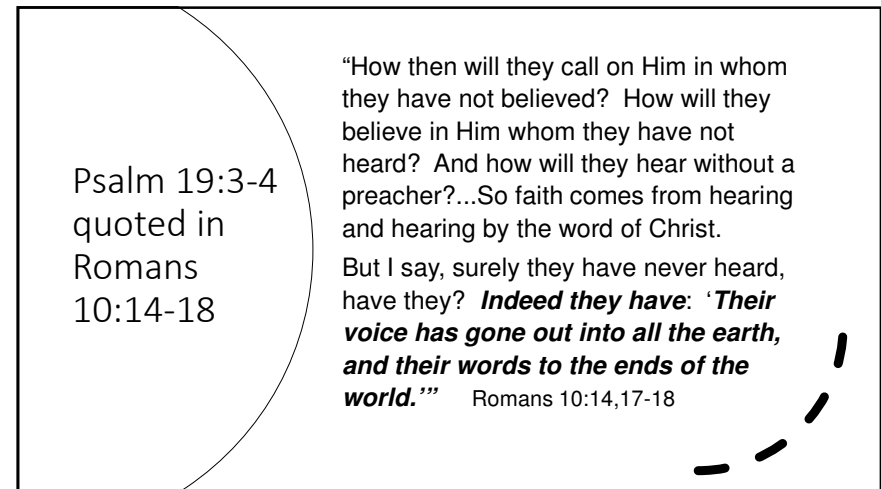 Psalm 19:3-4
quoted in
Romans
10:14-18
“How then will they call on Him in whom
they have not believed?  How will they
believe in Him whom they have not
heard?  And how will they hear without a
preacher?...So faith comes from hearing
and hearing by the word of Christ.
But I say, surely they have never heard,
have they?  Indeed they have:  ‘Their
voice has gone out into all the earth,
and their words to the ends of the
world.’”    Romans 10:14,17-18